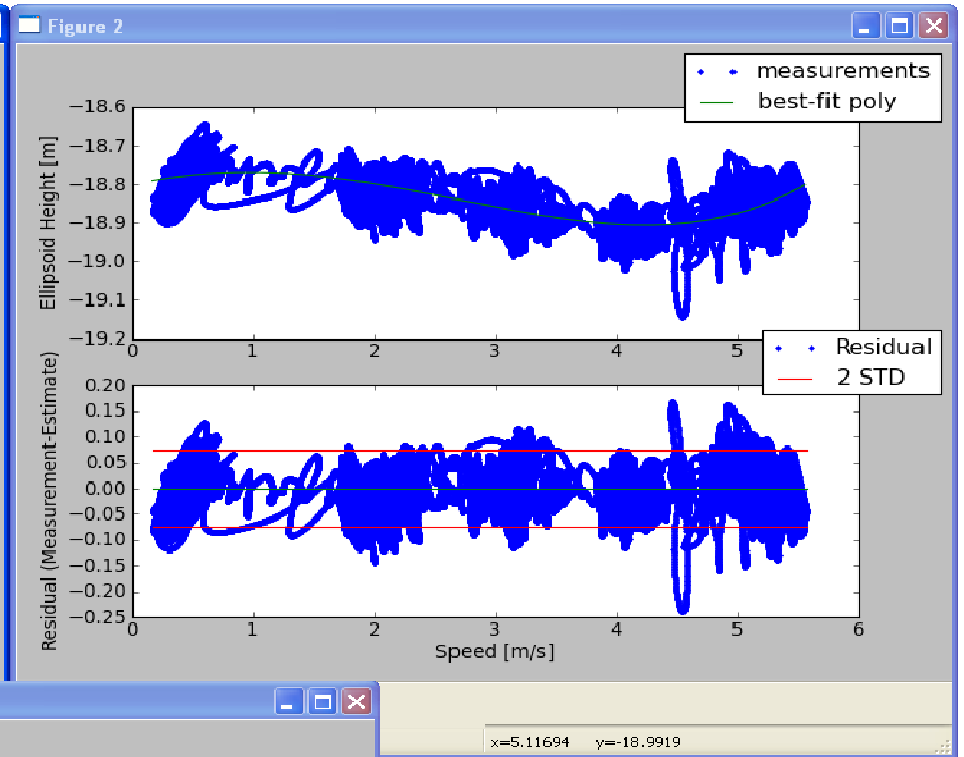 Figure 2
measurements
best-fit poly
Ellipsoid Height [m]
−18.6
−18.7
−18.8
−18.9
−19.0
−19.1
−19.2
0 1 2 3 4 5
Residual
2 STD
Residual (Measurement-Estimate)
0.20
0.15
0.10
0.05
0.00
−0.05
−0.10
−0.15
−0.20
−0.25
0 1 2 3 4 5 6
Speed [m/s]
x=5.11694 y=-18.9919